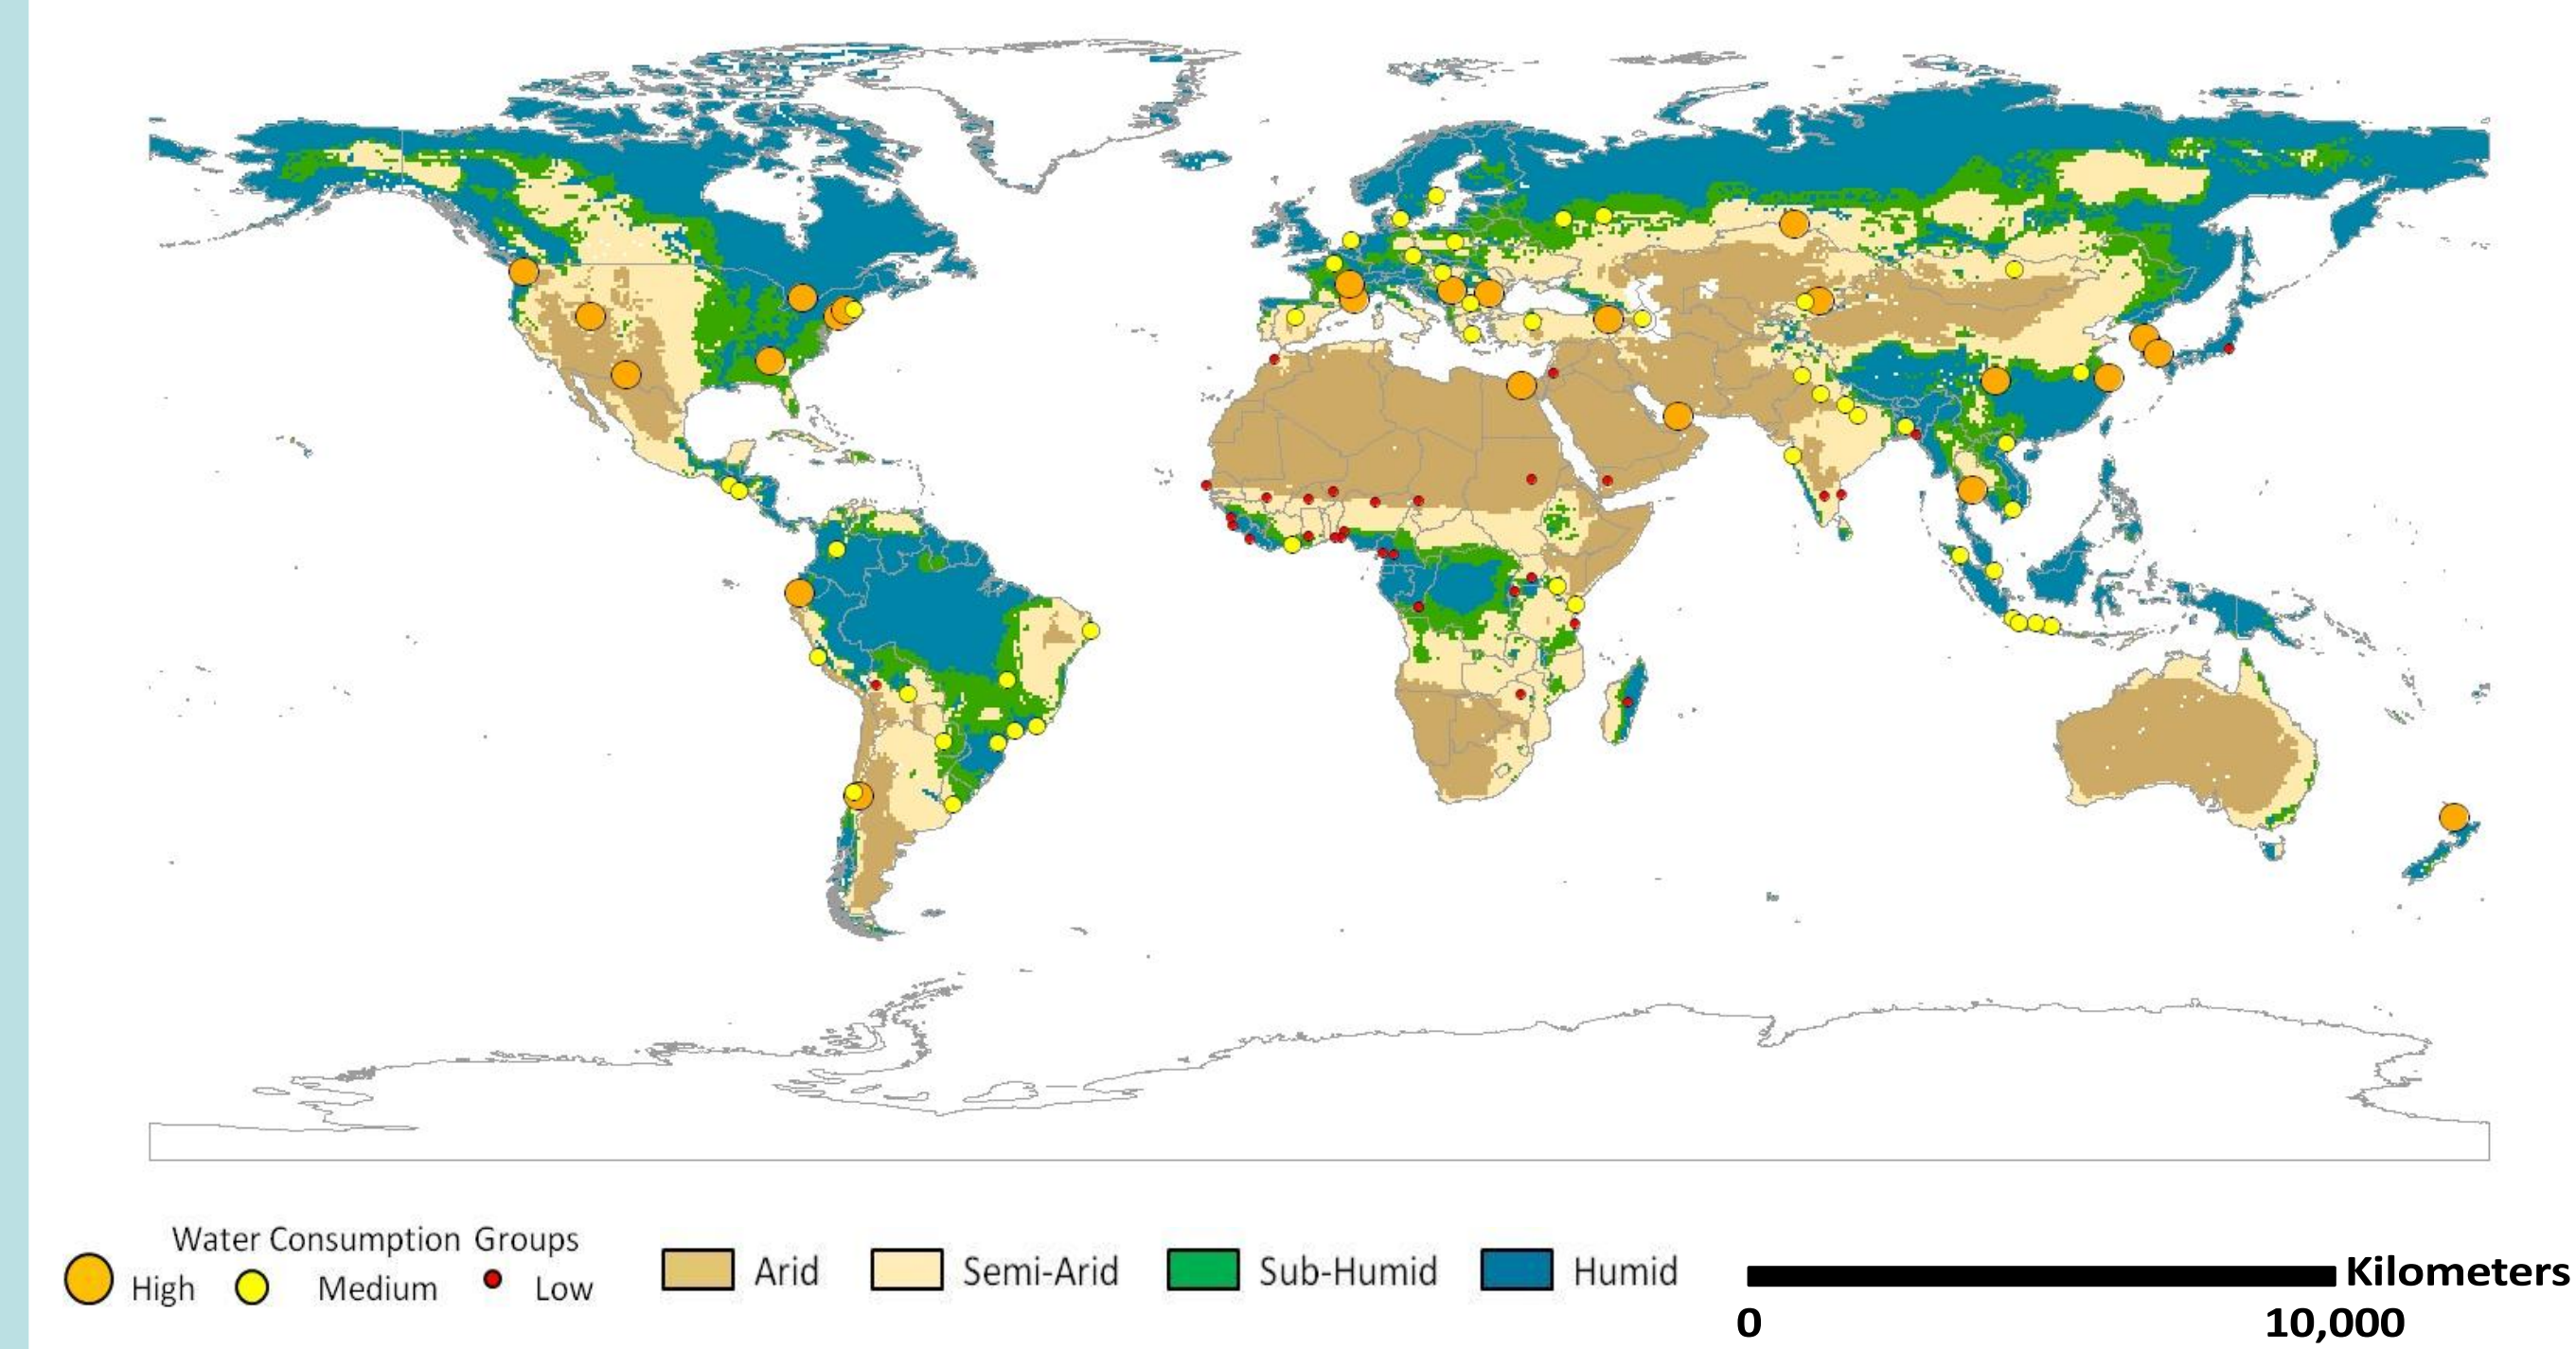 Water Consumption Groups
High Medium Low
Arid Semi-Arid Sub-Humid Humid
Kilometers
0 10,000